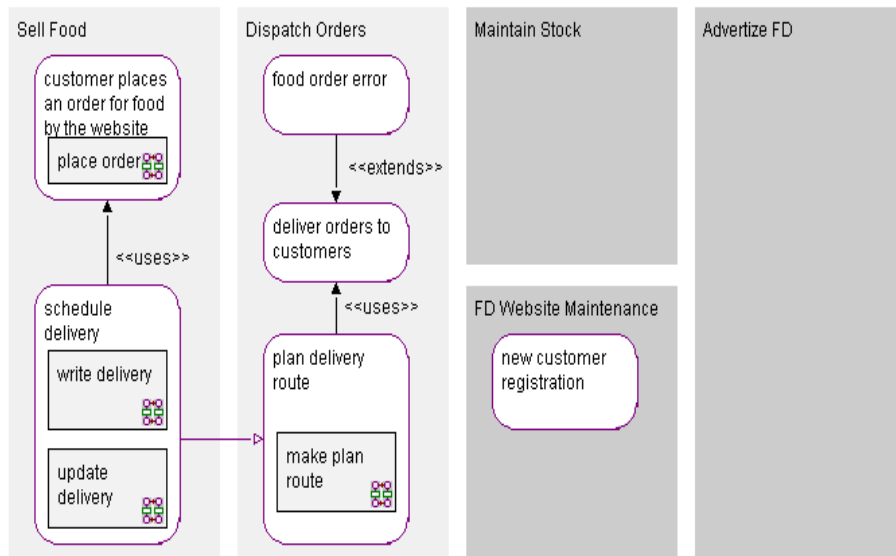 Sell Food
customer places
an order for food
by the website
place order
<<uses>>
schedule
delivery
write delivery
update
delivery
Dispatch Orders
food order error
<<extends>>
deliver orders to
customers
<<uses>>
plan delivery
route
make plan
route
Maintain Stock
FD Website Maintenance
new customer
registration
Advertize FD